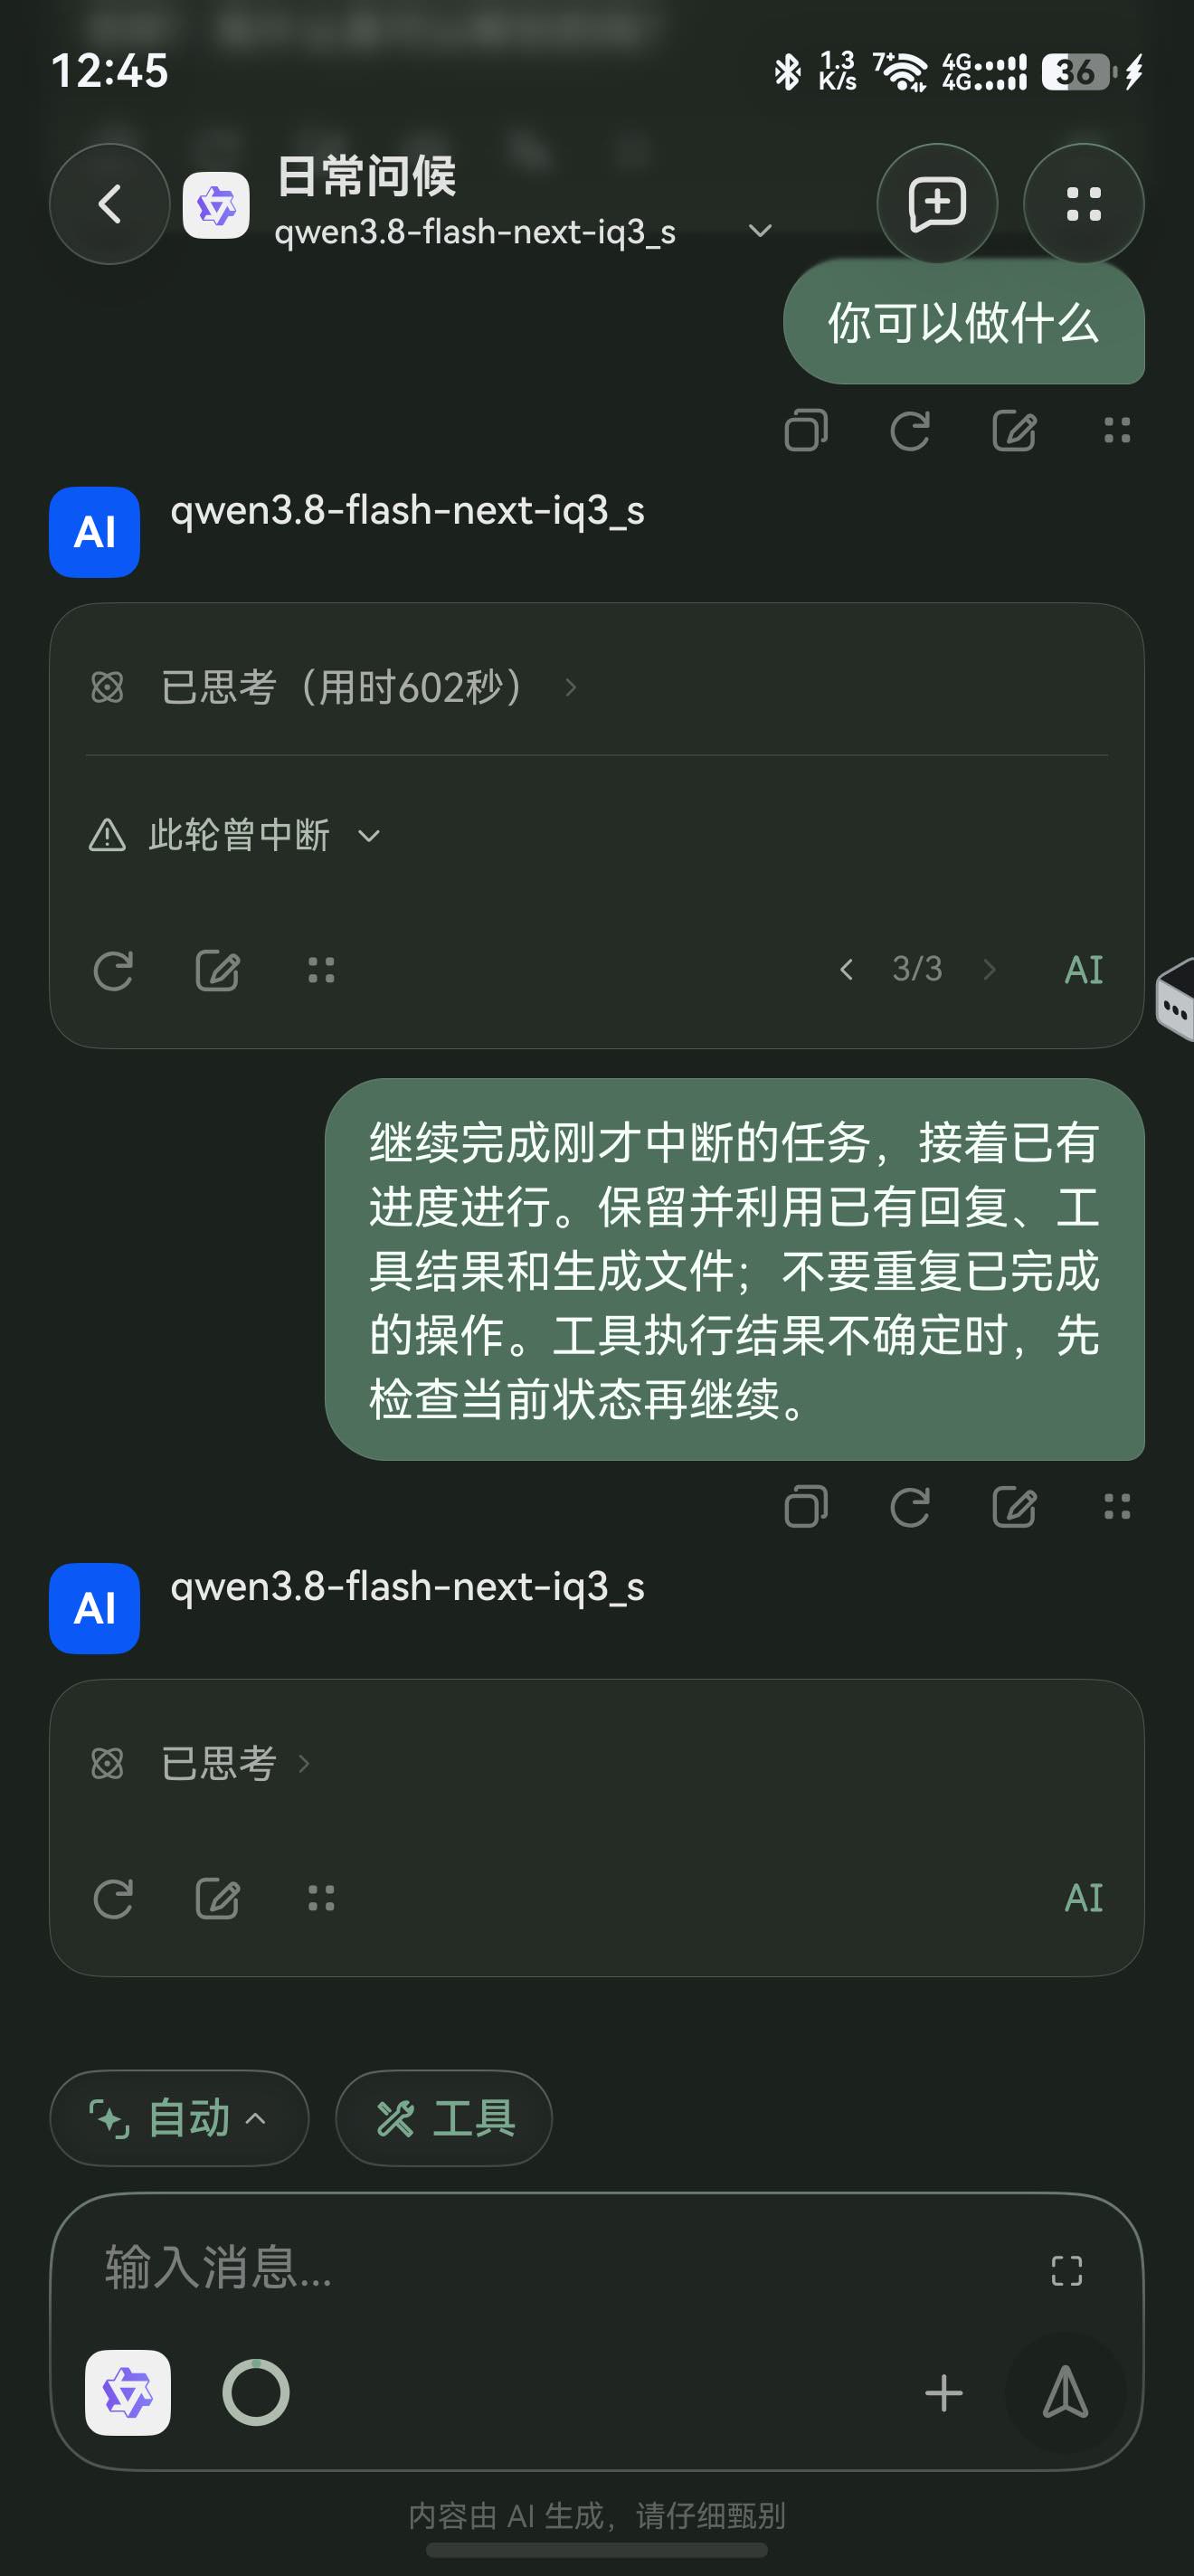 12:45
1.3
K/s
7+
4G
4G
36
日常问候
qwen3.8-flash-next-iq3_s
你可以做什么
AI
qwen3.8-flash-next-iq3_s
已思考（用时602秒）
此轮曾中断
3/3
AI
继续完成刚才中断的任务，接着已有
进度进行。保留并利用已有回复、工
具结果和生成文件；不要重复已完成
的操作。工具执行结果不确定时，先
检查当前状态再继续。
AI
qwen3.8-flash-next-iq3_s
已思考
AI
自动
工具
输入消息...
内容由 AI 生成，请仔细甄别